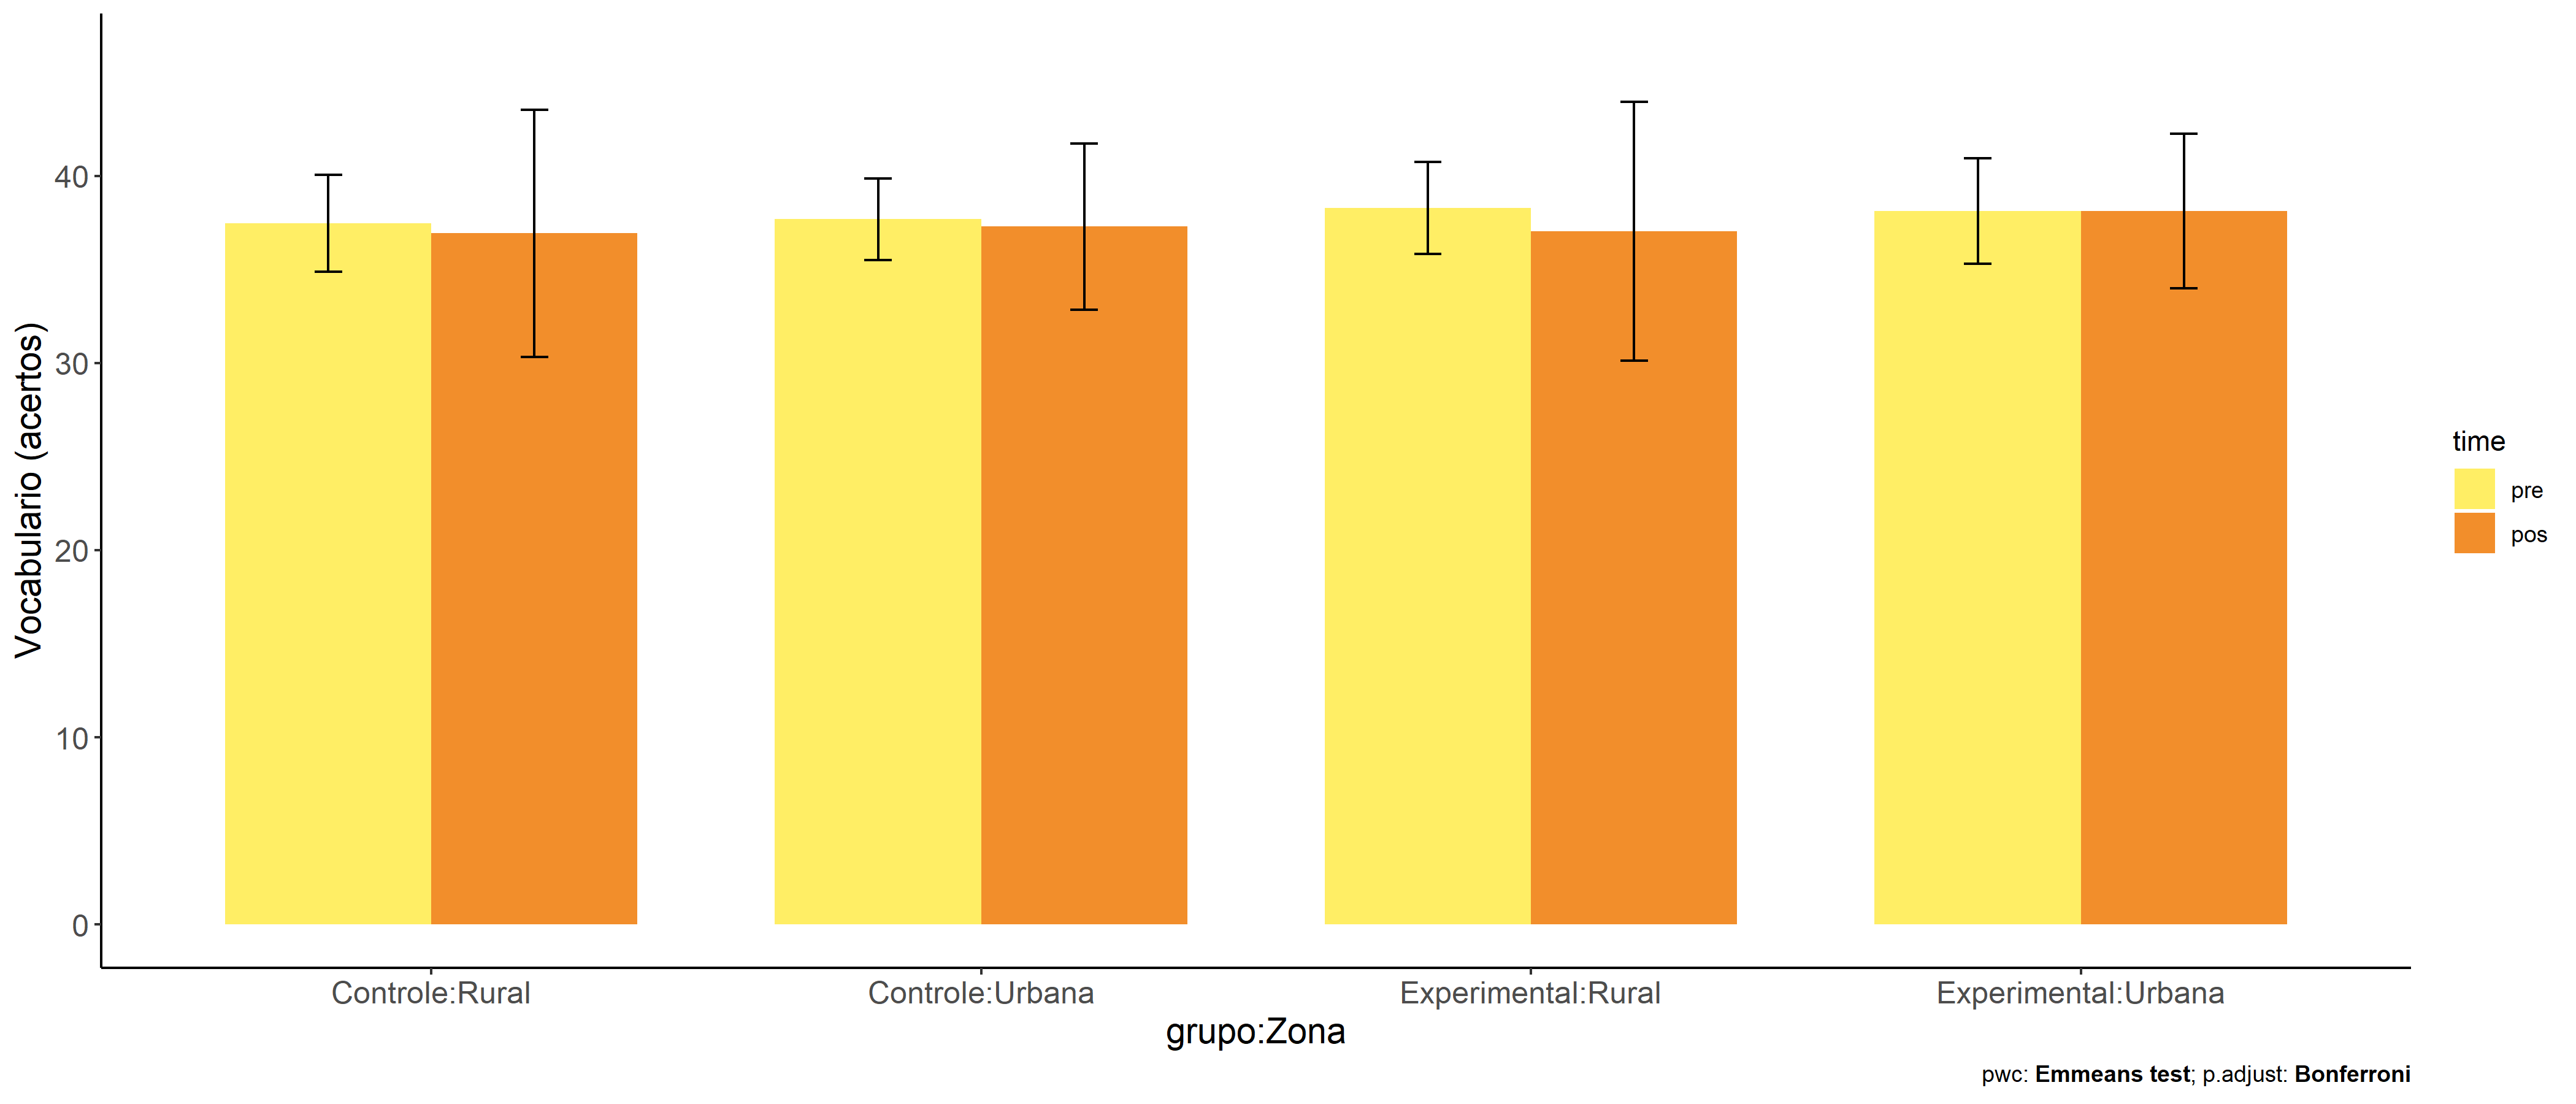 Vocabulario (acertos)
40
30
20
10
0
Controle:Rural
Controle:Urbana
Experimental:Rural
Experimental:Urbana
grupo:Zona
time
pre
pos
pwc: Emmeans test; p.adjust: Bonferroni